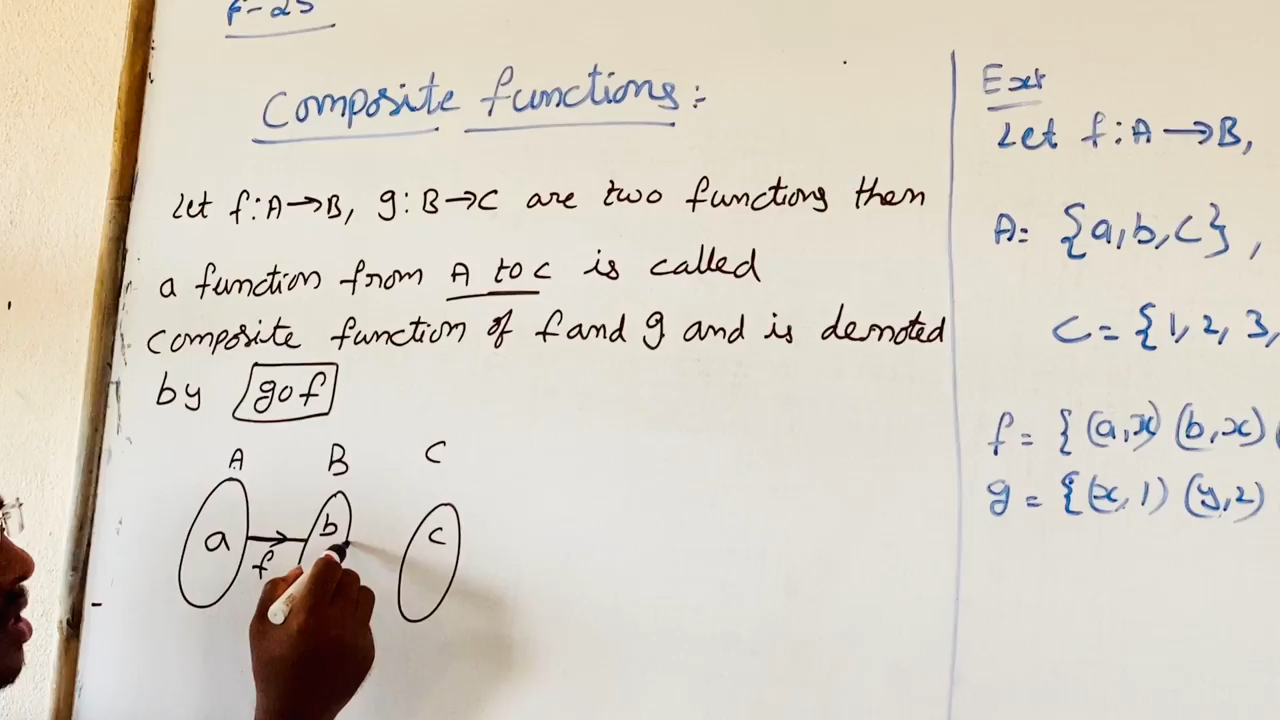 F-25
Composite functions:-
Let f:A→B, g:B→C are two functions then
a function from A to C is called
composite function of f and g and is denoted
by gof
A B C
a b c
f
Ex:
Let f:A→B,
A= {a,b,c},
C={1,2,3,
f= {(a,x) (b,x) (
g={(x,1) (y,2)